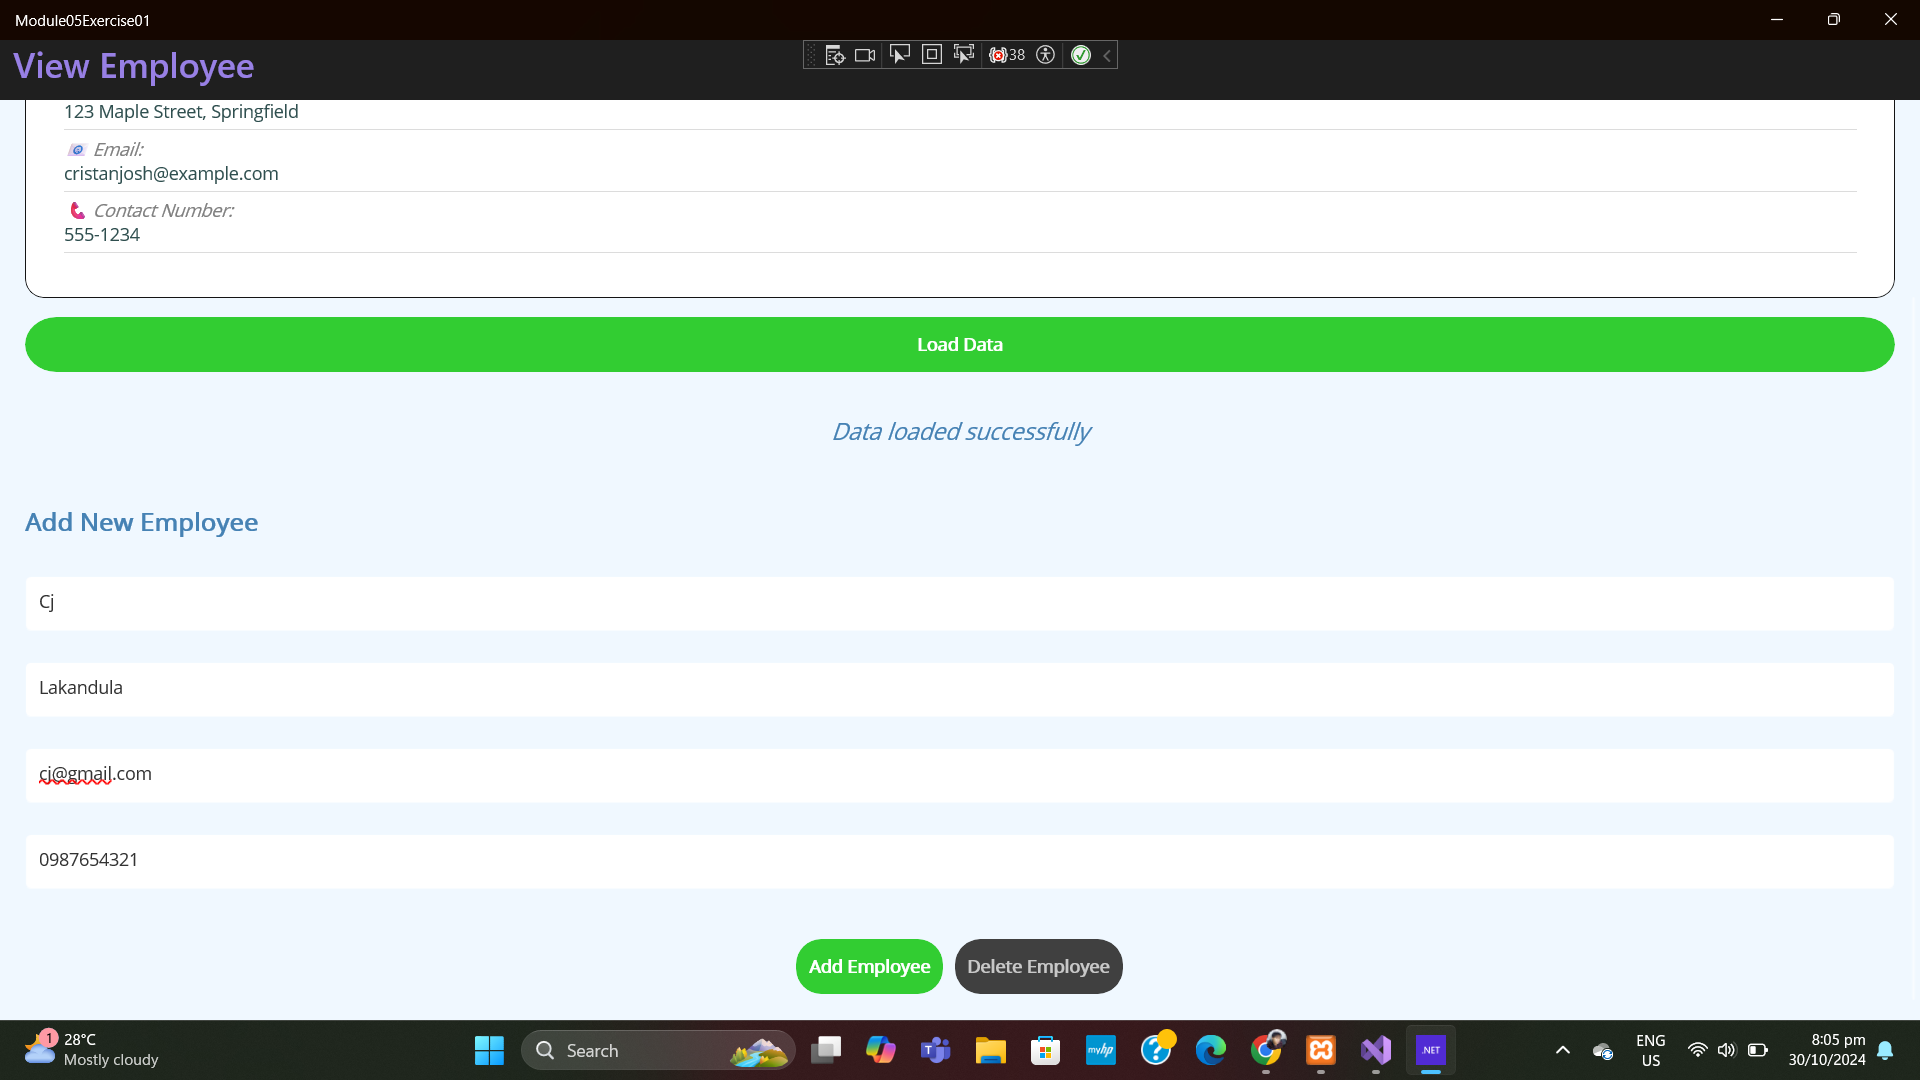 Module05Exercise01
View Employee
38
123 Maple Street, Springfield
Email:
cristanjosh@example.com
Contact Number:
555-1234
Load Data
Data loaded successfully
Add New Employee
Cj
Lakandula
cj@gmail.com
0987654321
Add Employee
Delete Employee
1
28°C
Mostly cloudy
Search
T
myhp
?
.NET
ENG
US
8:05 pm
30/10/2024